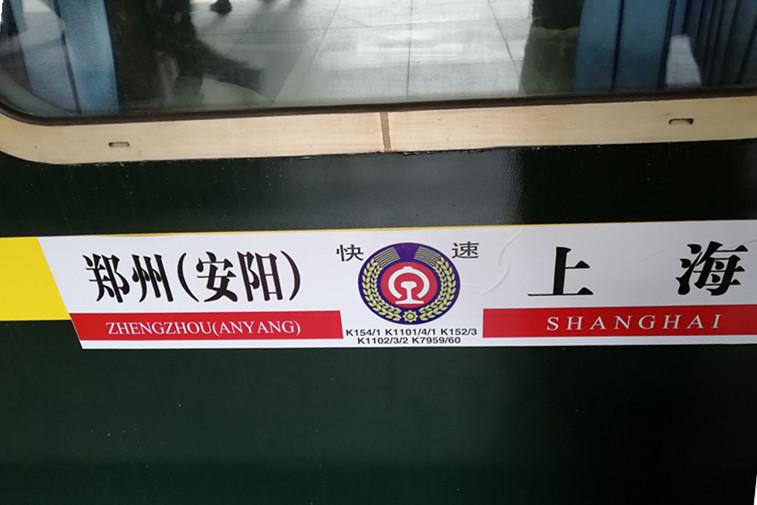 郑州(安阳) 快 速 上 海
ZHENGZHOU(ANYANG)
K154/1 K1101/4/1 K152/3
K1102/3/2 K7959/60
SHANGHAI